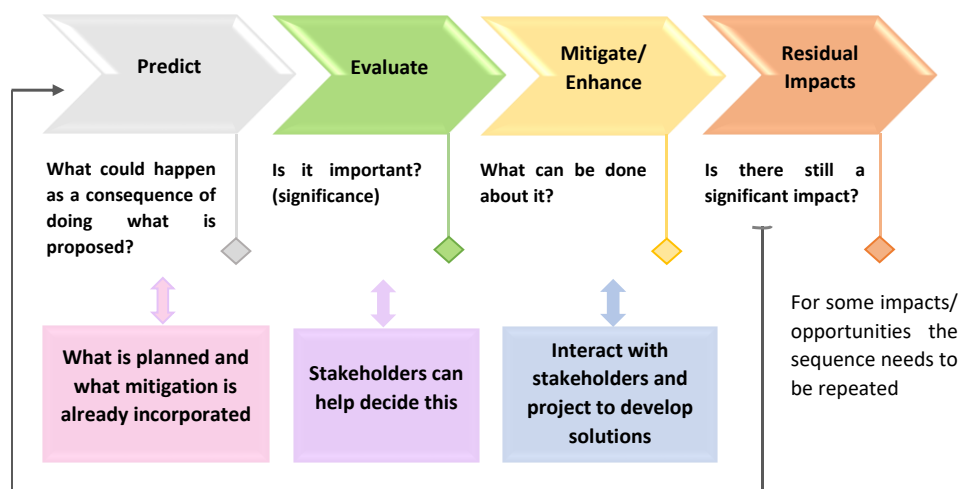 Predict
Evaluate
Mitigate/
Enhance
Residual
Impacts
What could happen
as a consequence of
doing what is
proposed?
Is it important?
(significance)
What can be done
about it?
Is there still a
significant impact?
What is planned and
what mitigation is
already incorporated
Stakeholders can
help decide this
Interact with
stakeholders and
project to develop
solutions
For some impacts/
opportunities the
sequence needs to
be repeated